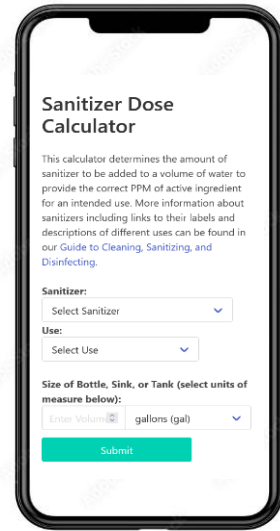 Sanitizer Dose
Calculator
This calculator determines the amount of
sanitizer to be added to a volume of water to
provide the correct PPM of active ingredient
for an intended use. More information about
sanitizers including links to their labels and
descriptions of different uses can be found in
our Guide to Cleaning, Sanitizing, and
Disinfecting.
Sanitizer:
Select Sanitizer
Use:
Select Use
Size of Bottle, Sink, or Tank (select units of
measure below):
Enter Volum gallons (gal)
Submit